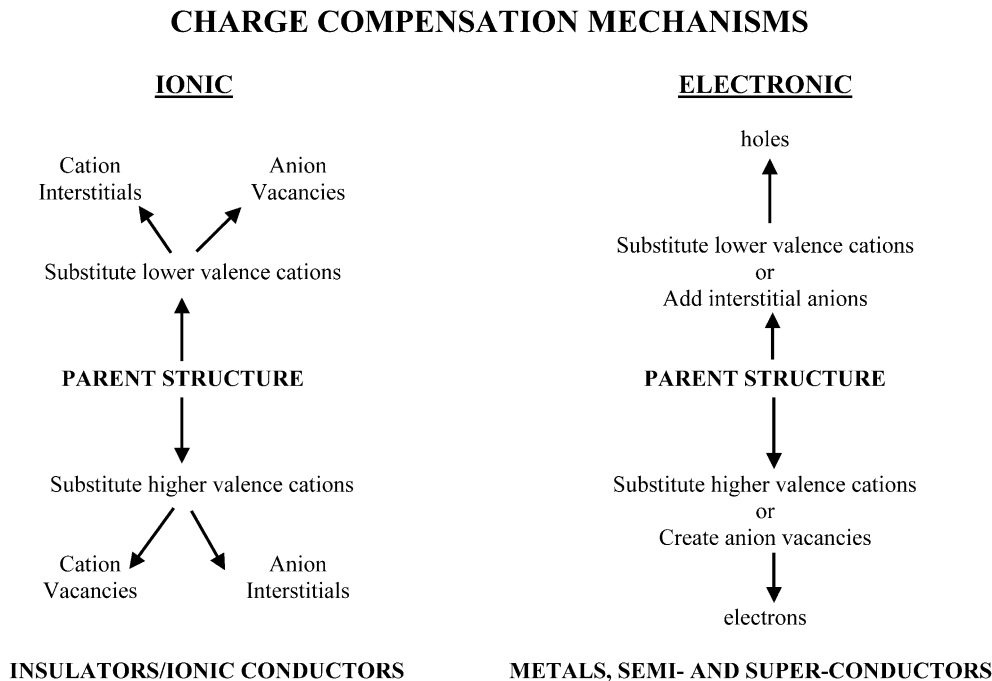 CHARGE COMPENSATION MECHANISMS
IONIC
Cation
Interstitials
Anion
Vacancies
Substitute lower valence cations
PARENT STRUCTURE
Substitute higher valence cations
Cation
Vacancies
Anion
Interstitials
INSULATORS/IONIC CONDUCTORS
ELECTRONIC
holes
Substitute lower valence cations
or
Add interstitial anions
PARENT STRUCTURE
Substitute higher valence cations
or
Create anion vacancies
electrons
METALS, SEMI- AND SUPER-CONDUCTORS